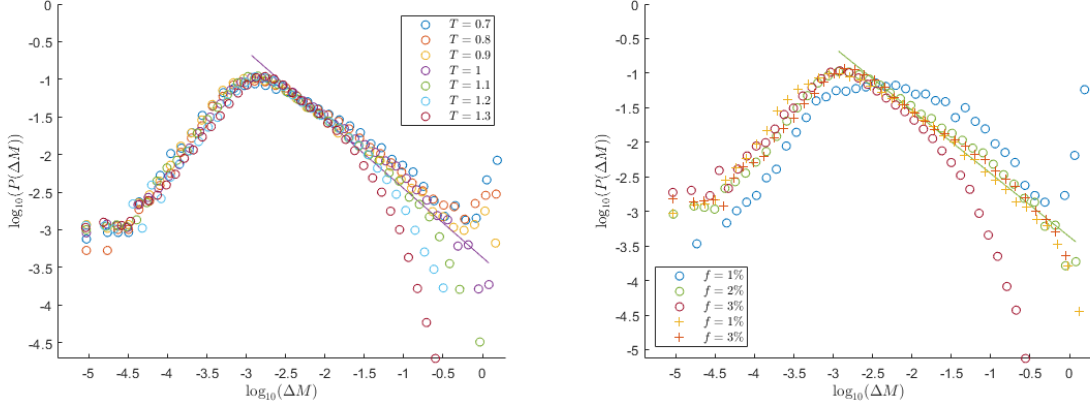 0
-0.5
-1
-1.5
-2
-2.5
-3
-3.5
-4
-4.5
log10(P(ΔM))
-5 -4.5 -4 -3.5 -3 -2.5 -2 -1.5 -1 -0.5 0
log10(ΔM)
T = 0.7
T = 0.8
T = 0.9
T = 1
T = 1.1
T = 1.2
T = 1.3
0
-0.5
-1
-1.5
-2
-2.5
-3
-3.5
-4
-4.5
-5
log10(P(ΔM))
f = 1%
f = 2%
f = 3%
f = 1%
f = 3%
-5 -4.5 -4 -3.5 -3 -2.5 -2 -1.5 -1 -0.5 0
log10(ΔM)